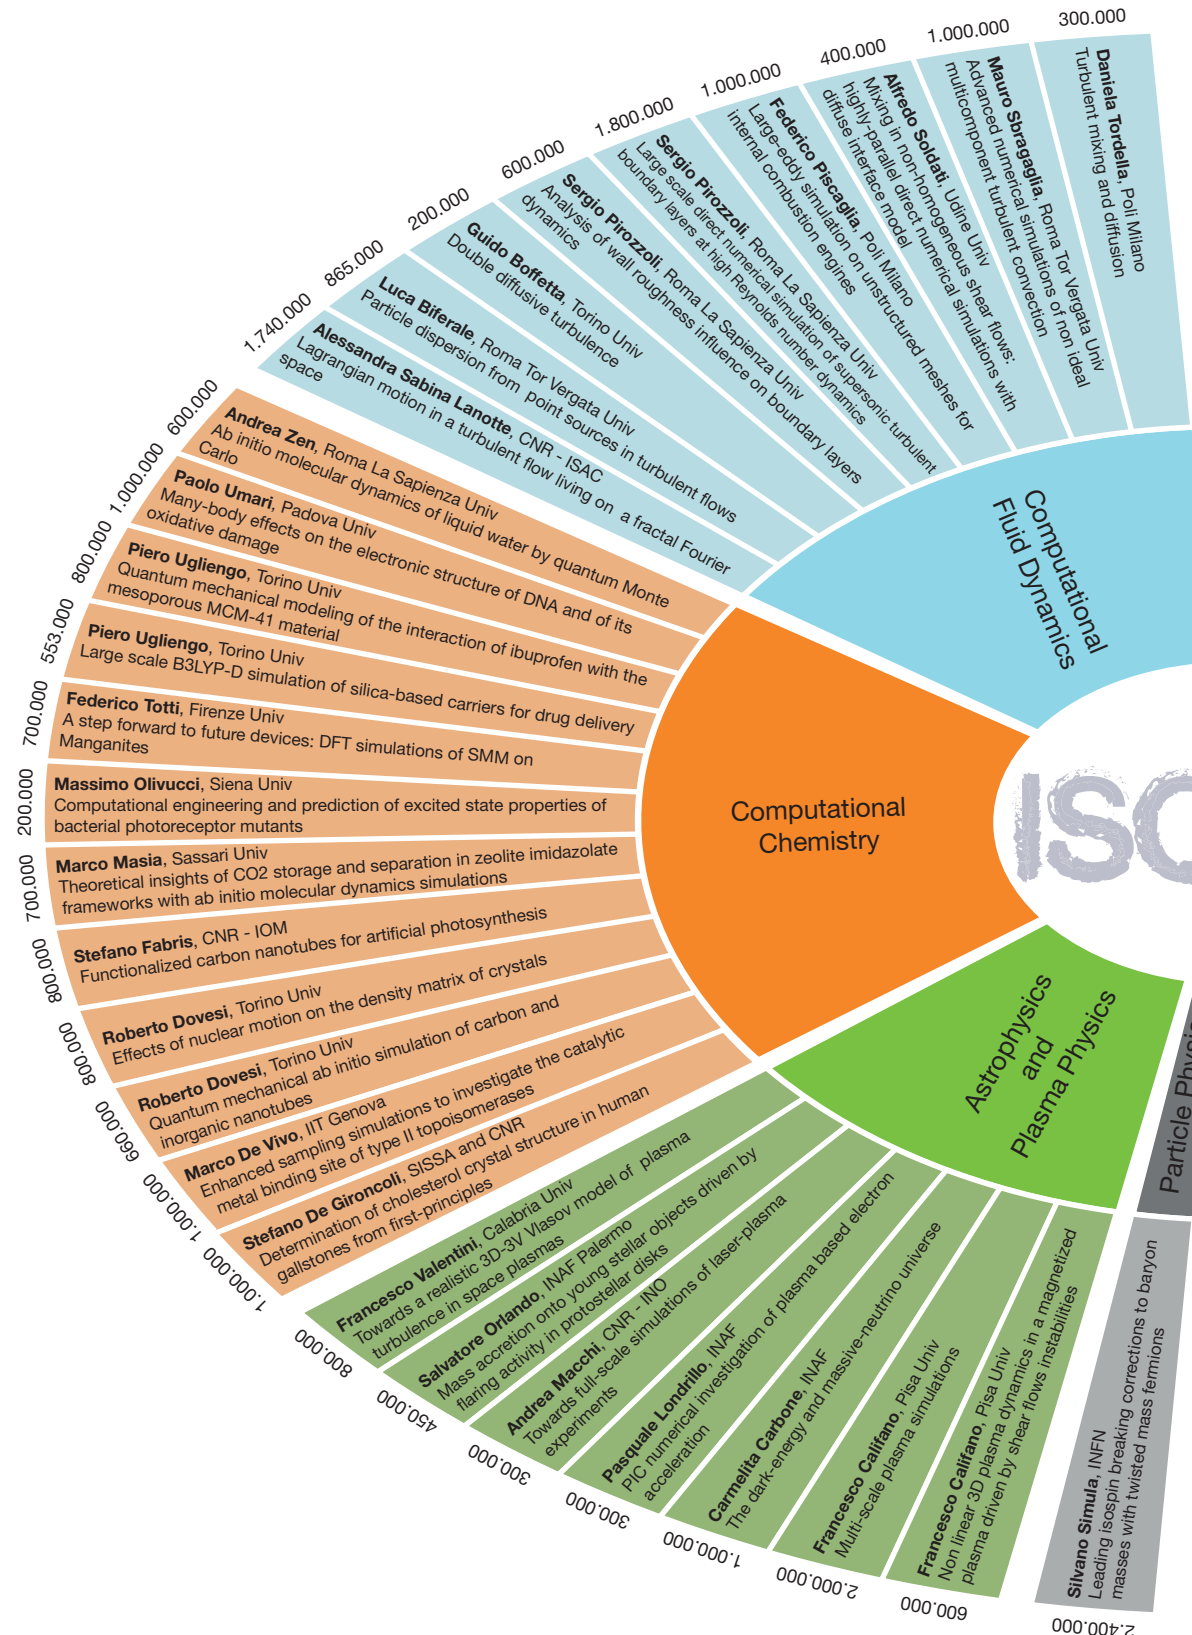 300.000
Daniela Tordella, Poli Milano
Turbulent mixing and diffusion
1.000.000
Mauro Sbragaglia, Roma Tor Vergata Univ
Advanced numerical simulations of non ideal
multicomponent turbulent convection
400.000
Alfredo Soldati, Udine Univ
Mixing in non-homogeneous shear flows:
highly-parallel direct numerical simulations with
diffuse interface model
1.000.000
Federico Piscaglia, Poli Milano
Large-eddy simulation on unstructured meshes for
internal combustion engines
1.800.000
Sergio Pirozzoli, Roma La Sapienza Univ
Large scale direct numerical simulation of supersonic turbulent
boundary layers at high Reynolds number dynamics
600.000
Sergio Pirozzoli, Roma La Sapienza Univ
Analysis of wall roughness influence on boundary layers
dynamics
200.000
Guido Boffetta, Torino Univ
Double diffusive turbulence
865.000
Luca Biferale, Roma Tor Vergata Univ
Particle dispersion from point sources in turbulent flows
1.740.000
Alessandra Sabina Lanotte, CNR - ISAC
Lagrangian motion in a turbulent flow living on a fractal Fourier
space
Computational
Fluid Dynamics
600.000
Andrea Zen, Roma La Sapienza Univ
Ab initio molecular dynamics of liquid water by quantum Monte
Carlo
1.000.000
Paolo Umari, Padova Univ
Many-body effects on the electronic structure of DNA and of its
oxidative damage
800.000
Piero Ugliengo, Torino Univ
Quantum mechanical modeling of the interaction of ibuprofen with the
mesoporous MCM-41 material
553.000
Piero Ugliengo, Torino Univ
Large scale B3LYP-D simulation of silica-based carriers for drug delivery
700.000
Federico Totti, Firenze Univ
A step forward to future devices: DFT simulations of SMM on
Manganites
200.000
Massimo Olivucci, Siena Univ
Computational engineering and prediction of excited state properties of
bacterial photoreceptor mutants
700.000
Marco Masia, Sassari Univ
Theoretical insights of CO2 storage and separation in zeolite imidazolate
frameworks with ab initio molecular dynamics simulations
800.000
Stefano Fabris, CNR - IOM
Functionalized carbon nanotubes for artificial photosynthesis
800.000
Roberto Dovesi, Torino Univ
Effects of nuclear motion on the density matrix of crystals
660.000
Roberto Dovesi, Torino Univ
Quantum mechanical ab initio simulation of carbon and
inorganic nanotubes
1.000.000
Marco De Vivo, IIT Genova
Enhanced sampling simulations to investigate the catalytic
metal binding site of type II topoisomerases
1.000.000
Stefano De Gironcoli, SISSA and CNR
Determination of cholesterol crystal structure in human
gallstones from first-principles
Computational
Chemistry
ISC
800.000
Francesco Valentini, Calabria Univ
Towards a realistic 3D-3V Vlasov model of plasma
turbulence in space plasmas
450.000
Salvatore Orlando, INAF Palermo
Mass accretion onto young stellar objects driven by
flaring activity in protostellar disks
300.000
Andrea Macchi, CNR - INO
Towards full-scale simulations of laser-plasma
experiments
300.000
Pasquale Londrillo, INAF
PIC numerical investigation of plasma based electron
acceleration
1.000.000
Carmelita Carbone, INAF
The dark-energy and massive-neutrino universe
2.000.000
Francesco Califano, Pisa Univ
Multi-scale plasma simulations
600.000
Francesco Califano, Pisa Univ
Non linear 3D plasma dynamics in a magnetized
plasma driven by shear flows instabilities
Astrophysics
and
Plasma Physics
Particle Physi
2.400.000
Silvano Simula, INFN
Leading isospin breaking corrections to baryon
masses with twisted mass fermions